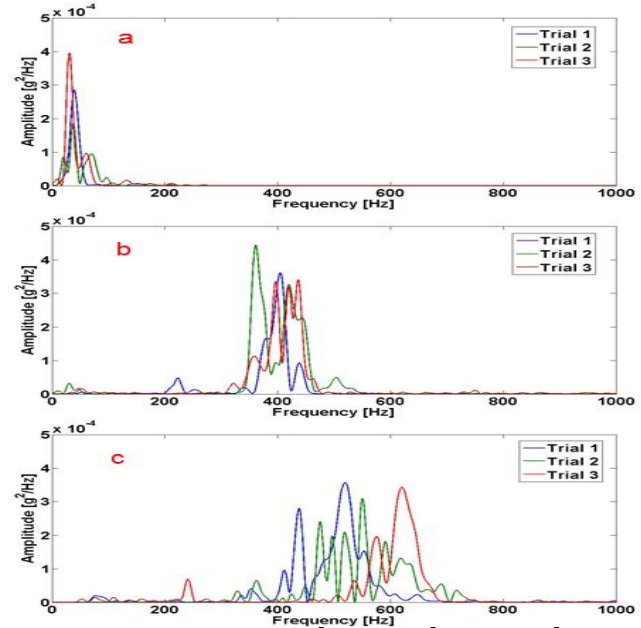 5 × 10⁻⁴
a
Trial 1
Trial 2
Trial 3
Amplitude [g²/Hz]
4
3
2
1
0
0 200 400 600 800 1000
Frequency [Hz]
5 × 10⁻⁴
b
Trial 1
Trial 2
Trial 3
Amplitude [g²/Hz]
4
3
2
1
0
0 200 400 600 800 1000
Frequency [Hz]
5 × 10⁻⁴
c
Trial 1
Trial 2
Trial 3
Amplitude [g²/Hz]
4
3
2
1
0
0 200 400 600 800 1000
Frequency [Hz]